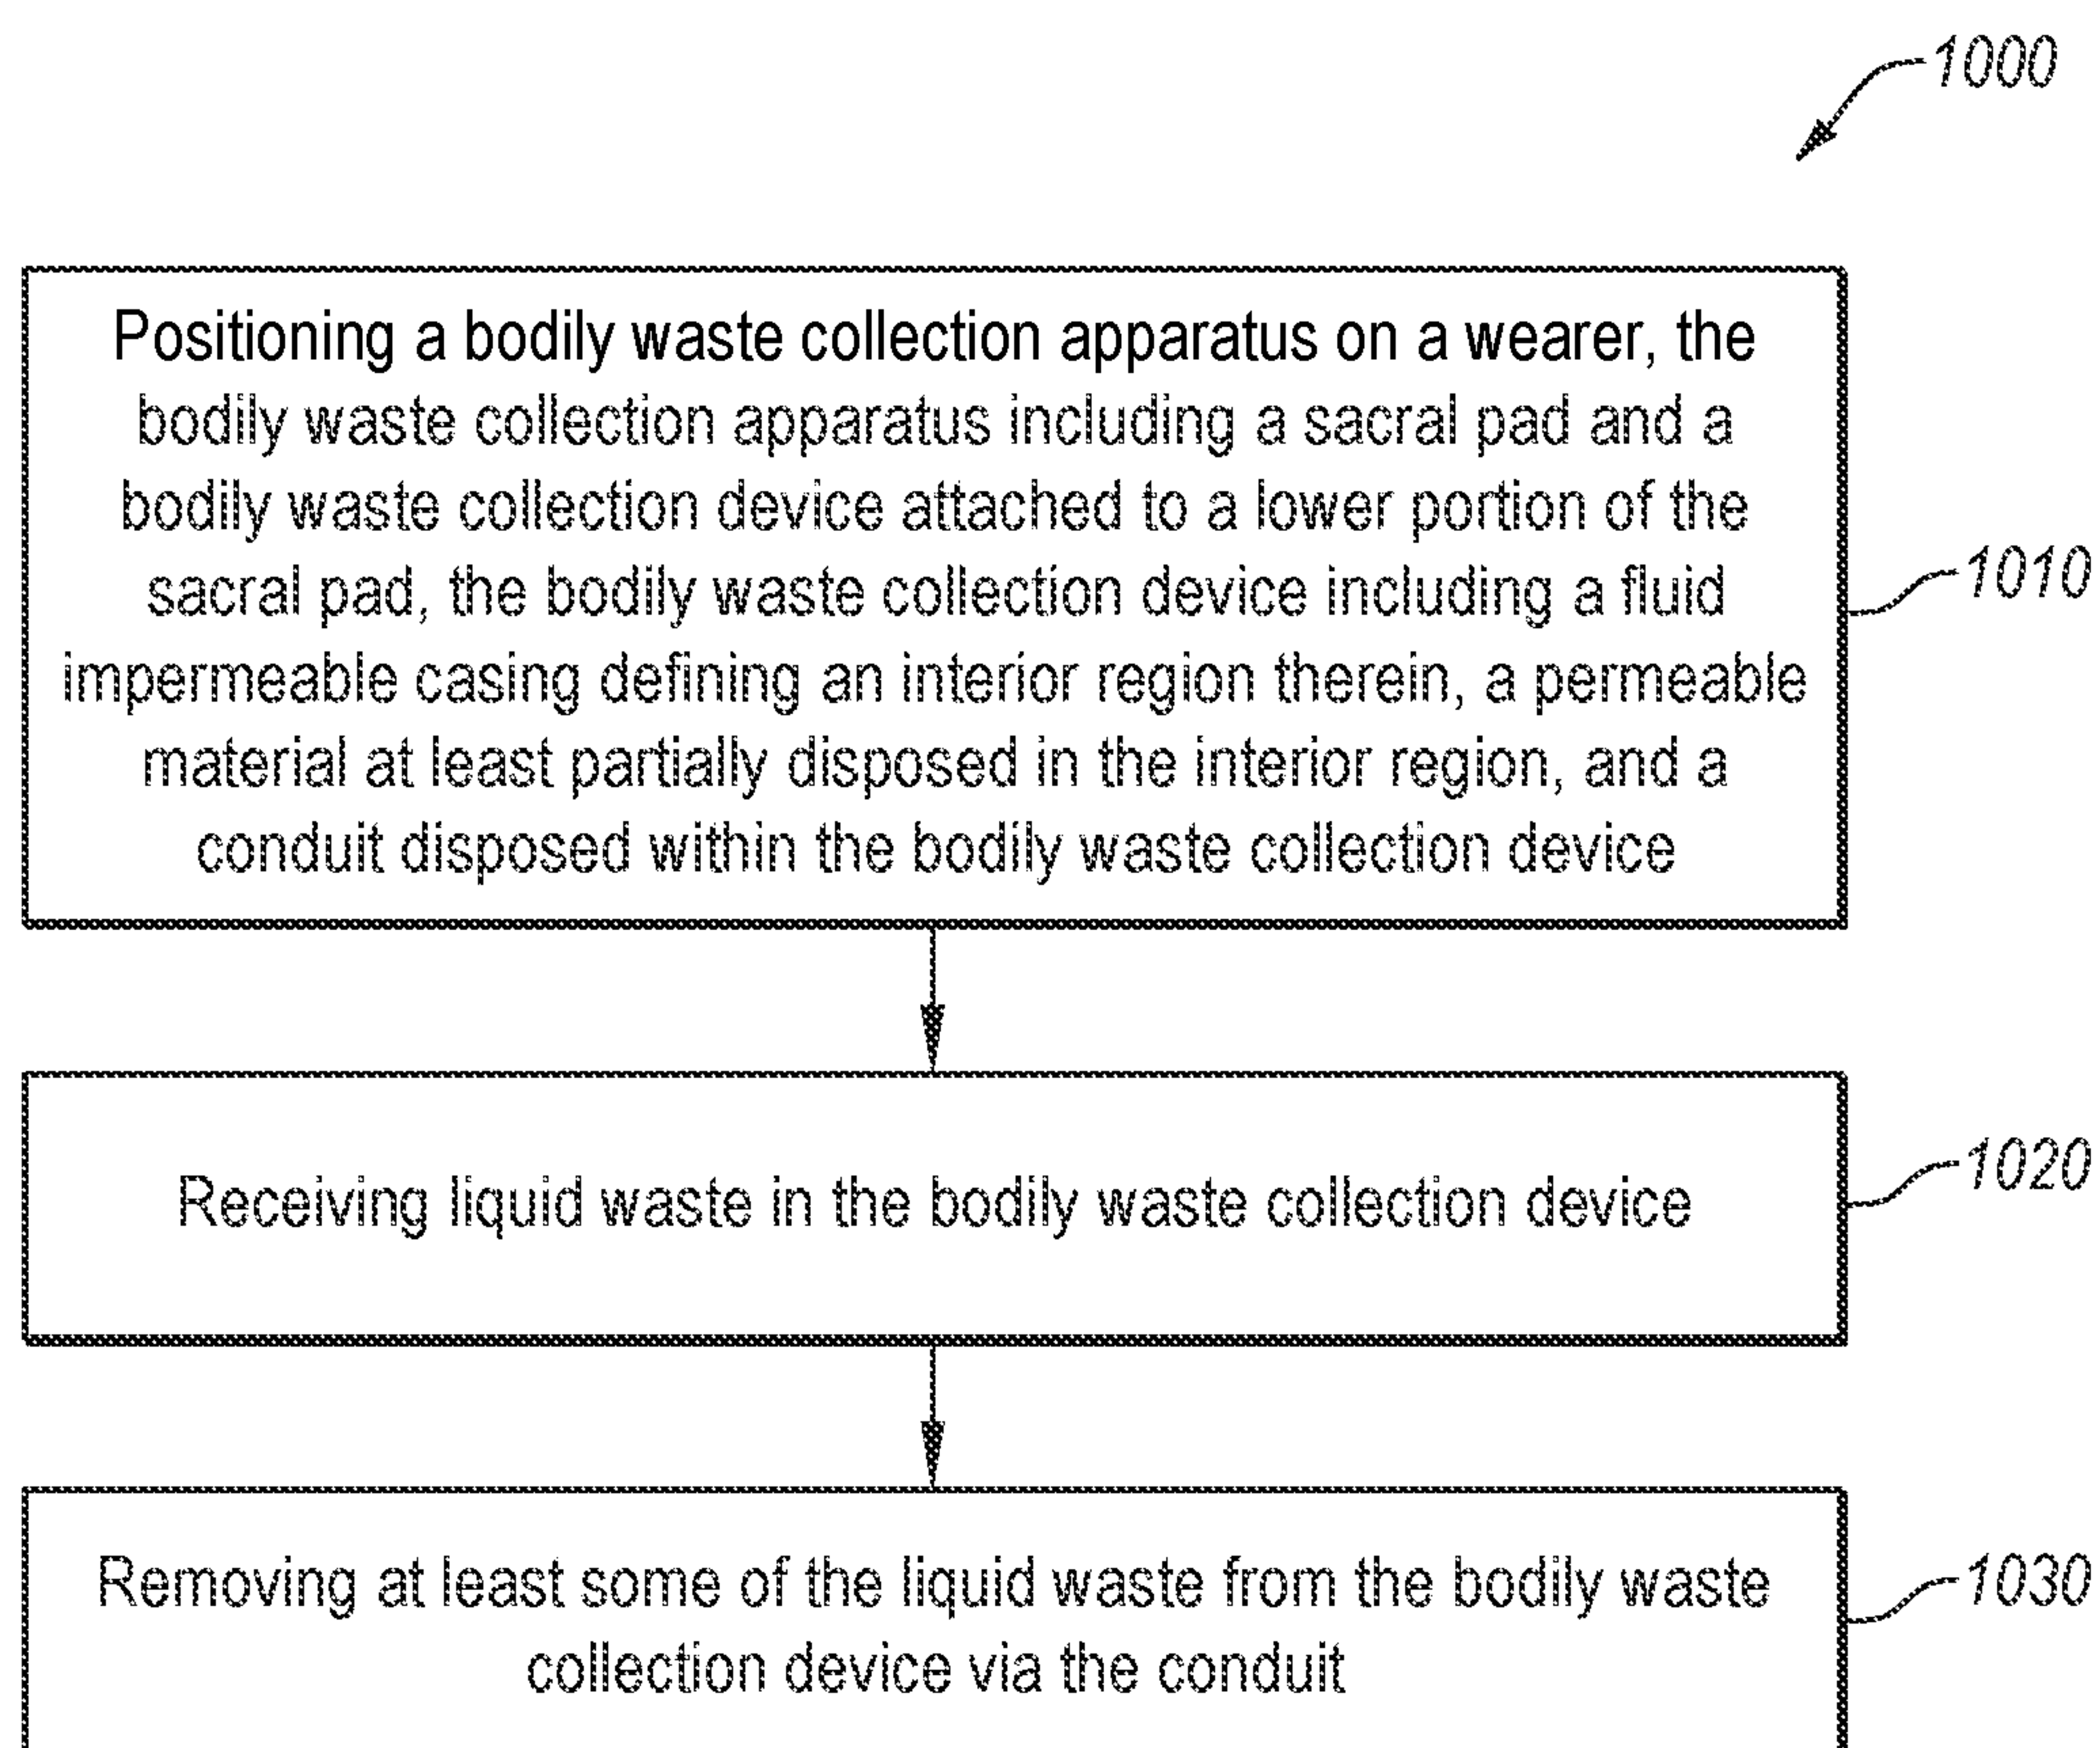 1000
Positioning a bodily waste collection apparatus on a wearer, the
bodily waste collection apparatus including a sacral pad and a
bodily waste collection device attached to a lower portion of the
sacral pad, the bodily waste collection device including a fluid
impermeable casing defining an interior region therein, a permeable
material at least partially disposed in the interior region, and a
conduit disposed within the bodily waste collection device
1010
Receiving liquid waste in the bodily waste collection device
1020
Removing at least some of the liquid waste from the bodily waste
collection device via the conduit
1030